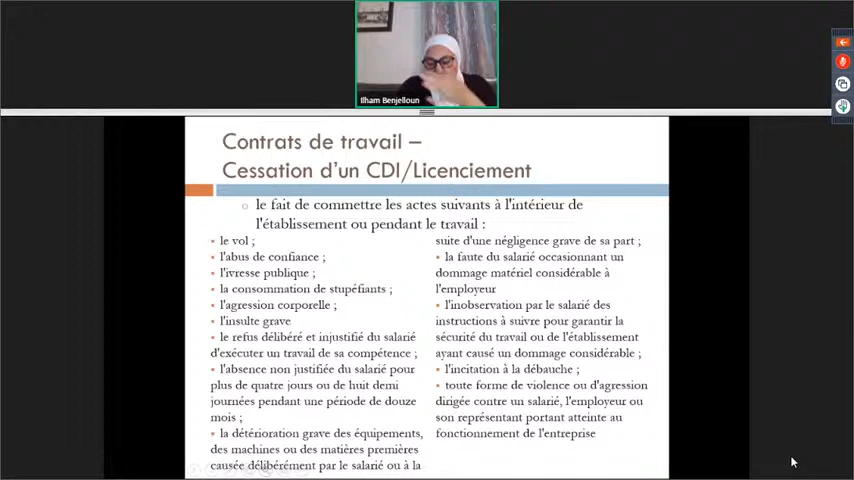 Ilham Benjelloun
Contrats de travail –
Cessation d'un CDI/Licenciement
le fait de commettre les actes suivants à l'intérieur de
l'établissement ou pendant le travail :
le vol ;
l'abus de confiance ;
l'ivresse publique ;
la consommation de stupéfiants ;
l'agression corporelle ;
l'insulte grave
le refus délibéré et injustifié du salarié
d'exécuter un travail de sa compétence ;
l'absence non justifiée du salarié pour
plus de quatre jours ou de huit demi
journées pendant une période de douze
mois ;
la détérioration grave des équipements,
des machines ou des matières premières
causée délibérément par le salarié ou à la
suite d'une négligence grave de sa part ;
la faute du salarié occasionnant un
dommage matériel considérable à
l'employeur
l'inobservation par le salarié des
instructions à suivre pour garantir la
sécurité du travail ou de l'établissement
ayant causé un dommage considérable ;
l'incitation à la débauche ;
toute forme de violence ou d'agression
dirigée contre un salarié, l'employeur ou
son représentant portant atteinte au
fonctionnement de l'entreprise